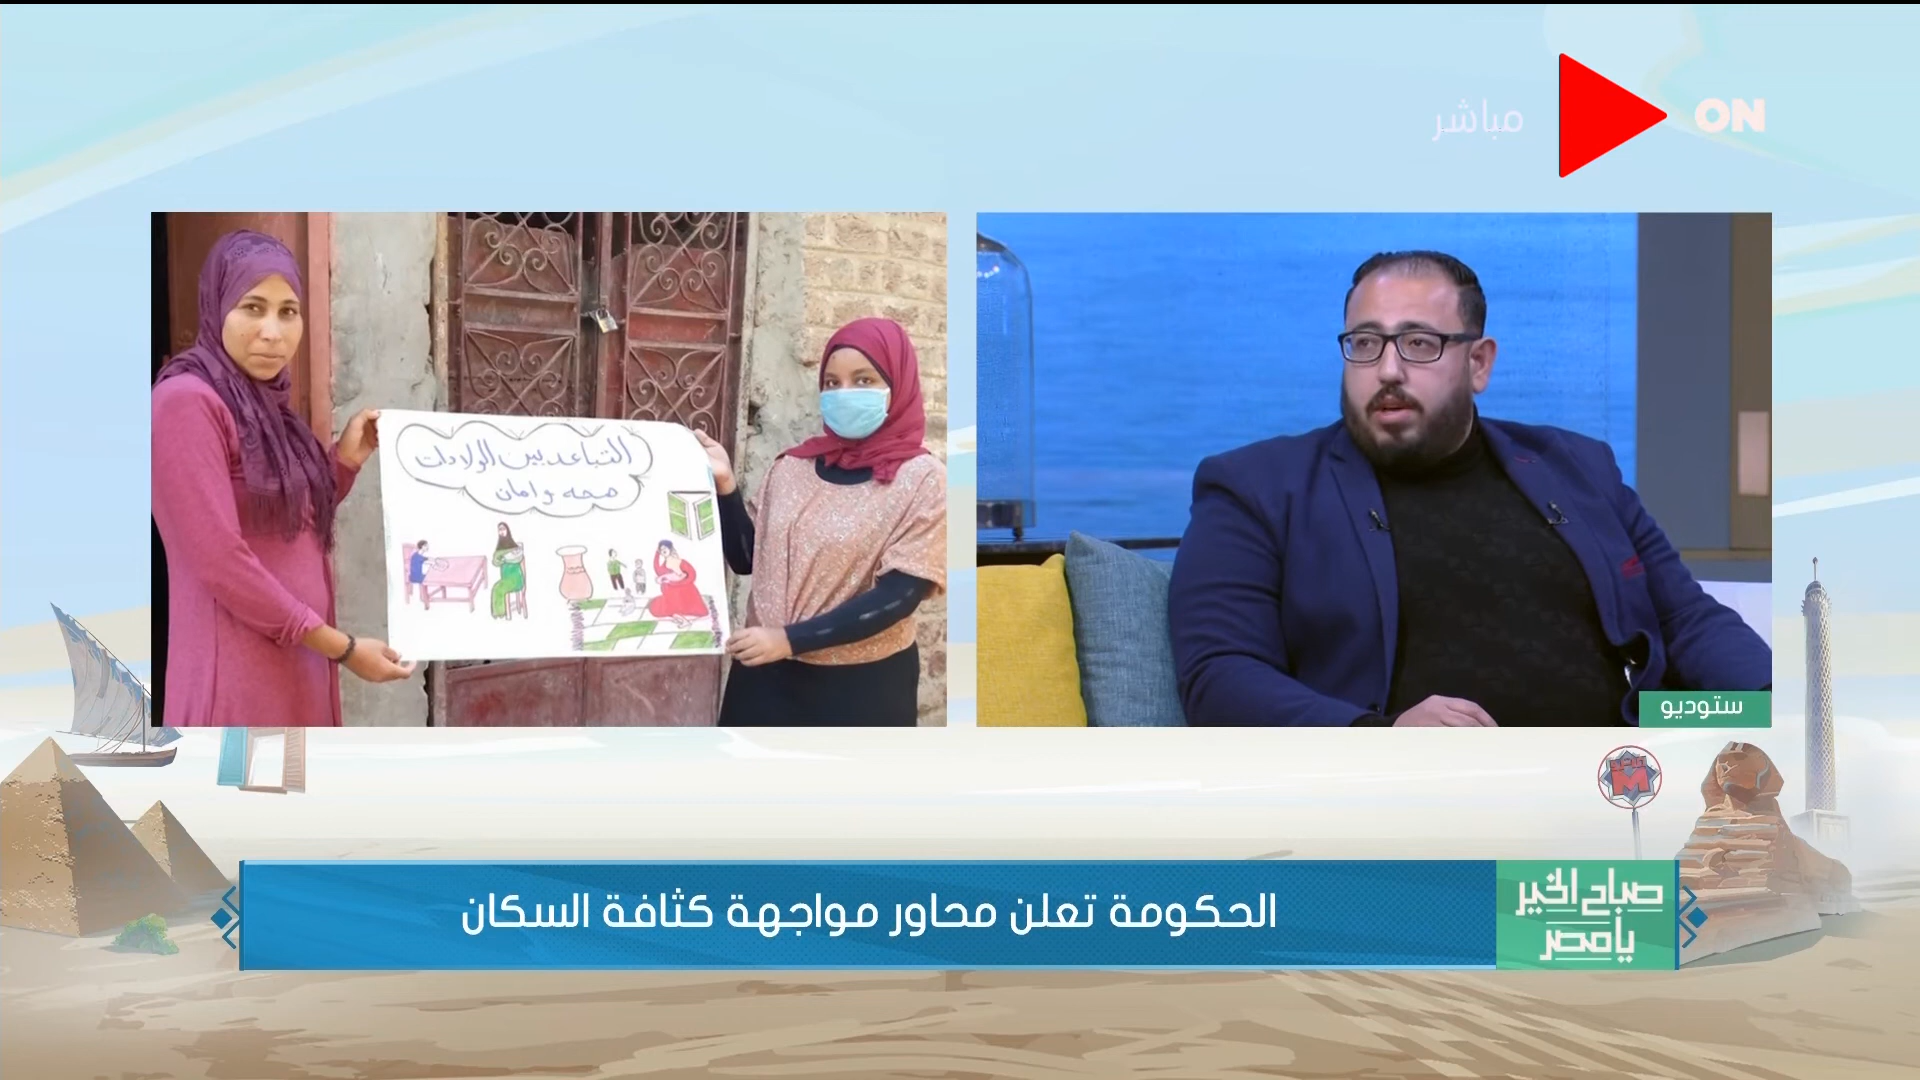 مباشر
ON
التباعد بين الولادات
صحه وامان
ستوديو
M
الحكومة تعلن محاور مواجهة كثافة السكان
صباح الخير
يا مصر